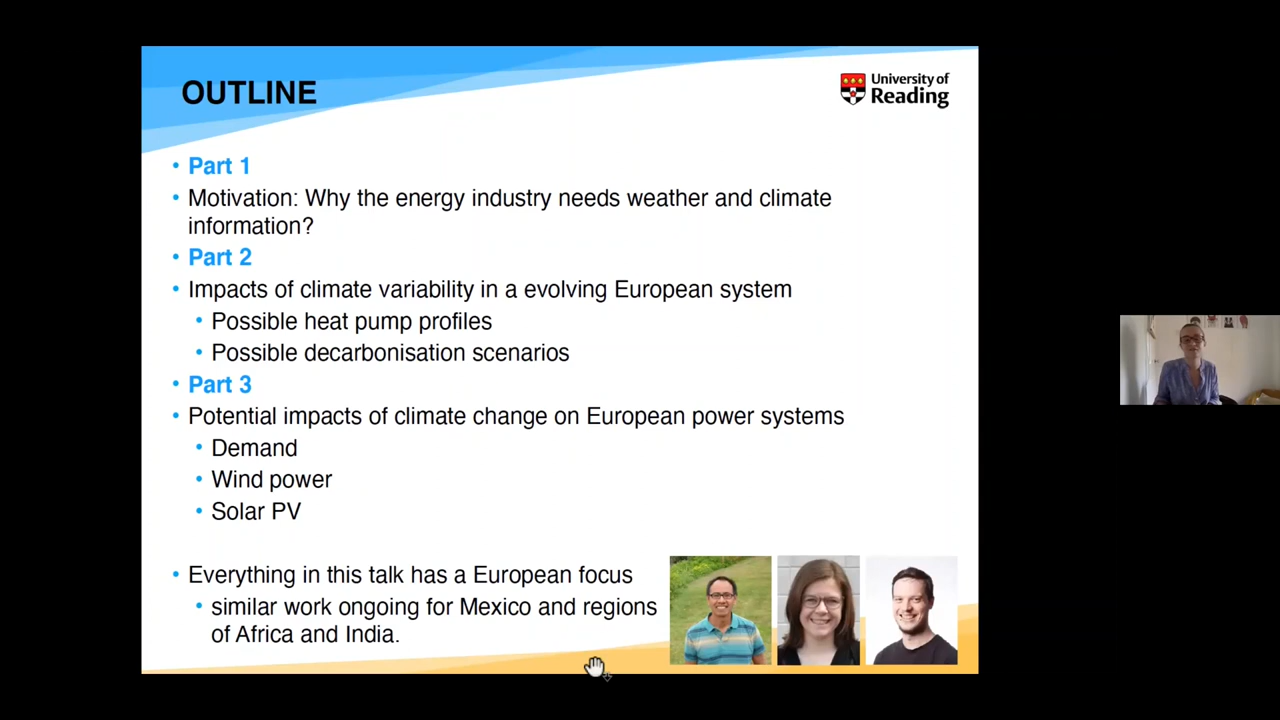 OUTLINE
University of
Reading
• Part 1
• Motivation: Why the energy industry needs weather and climate
information?
• Part 2
• Impacts of climate variability in a evolving European system
• Possible heat pump profiles
• Possible decarbonisation scenarios
• Part 3
• Potential impacts of climate change on European power systems
• Demand
• Wind power
• Solar PV
• Everything in this talk has a European focus
• similar work ongoing for Mexico and regions
of Africa and India.